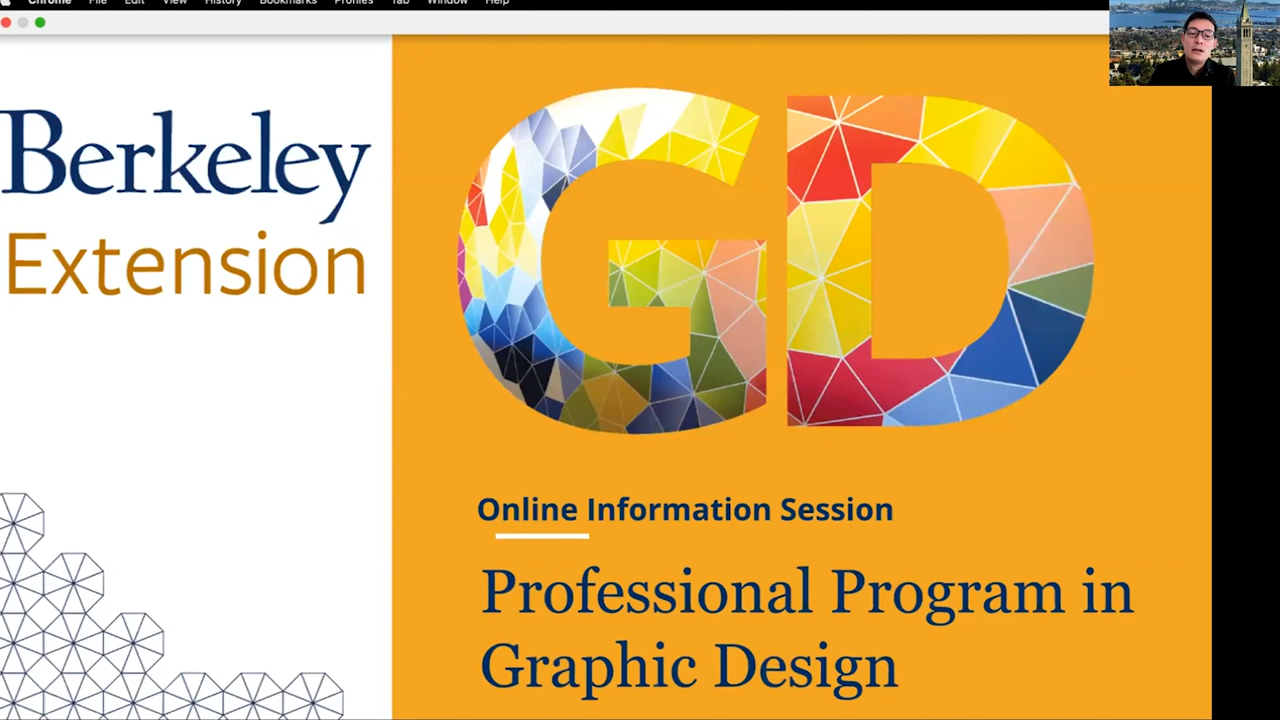 Chrome File Edit View History Bookmarks Profiles Tab Window Help
Berkeley
Extension
GD
Online Information Session
Professional Program in
Graphic Design